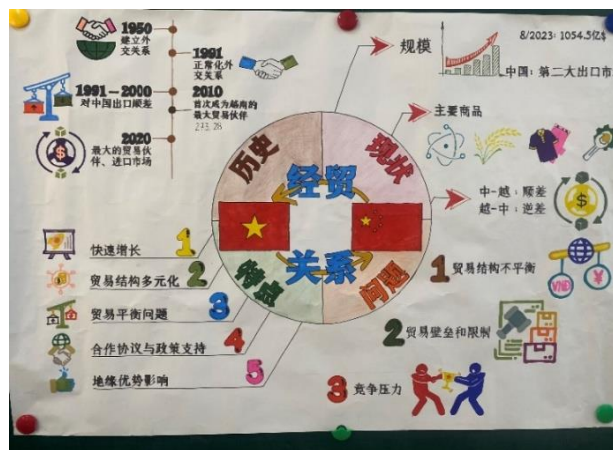 1950
建立外
交关系
1991
正常化外
交关系
1991－2000
对中国出口顺差
2010
首次成为越南的
最大贸易伙伴
2020
最大的贸易伙
伴、进口市场
规模
8/2023: 1054.5亿$
中国: 第二大出口市
主要商品
中-越: 顺差
越-中: 逆差
历史
现状
经贸
关系
特点
问题
1 快速增长
2 贸易结构多元化
3 贸易平衡问题
4 合作协议与政策支持
5 地缘优势影响
1 贸易结构不平衡
VND
¥
2 贸易壁垒和限制
3 竞争压力